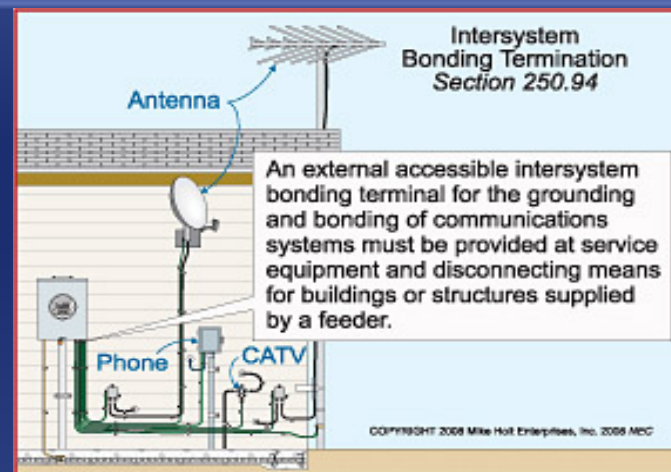 Intersystem
Bonding Termination
Section 250.94
Antenna
An external accessible intersystem
bonding terminal for the grounding
and bonding of communications
systems must be provided at service
equipment and disconnecting means
for buildings or structures supplied
by a feeder.
Phone
CATV
COPYRIGHT 2008 Mike Holt Enterprises, Inc. 2008 NEC